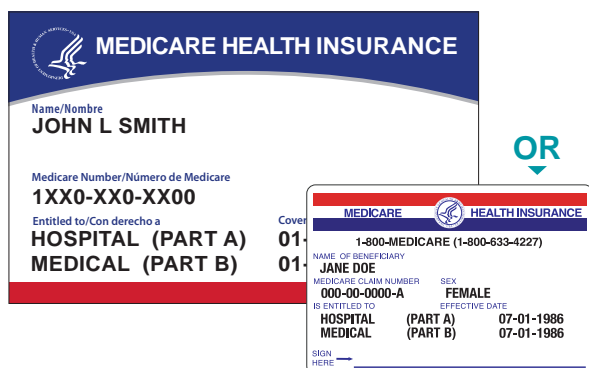 MEDICARE HEALTH INSURANCE
Name/Nombre
JOHN L SMITH
Medicare Number/Número de Medicare
1XX0-XX0-XX00
Entitled to/Con derecho a
HOSPITAL (PART A) 01-
MEDICAL (PART B) 01-
OR
MEDICARE HEALTH INSURANCE
1-800-MEDICARE (1-800-633-4227)
NAME OF BENEFICIARY
JANE DOE
MEDICARE CLAIM NUMBER SEX
000-00-0000-A FEMALE
IS ENTITLED TO EFFECTIVE DATE
HOSPITAL (PART A) 07-01-1986
MEDICAL (PART B) 07-01-1986
SIGN
HERE